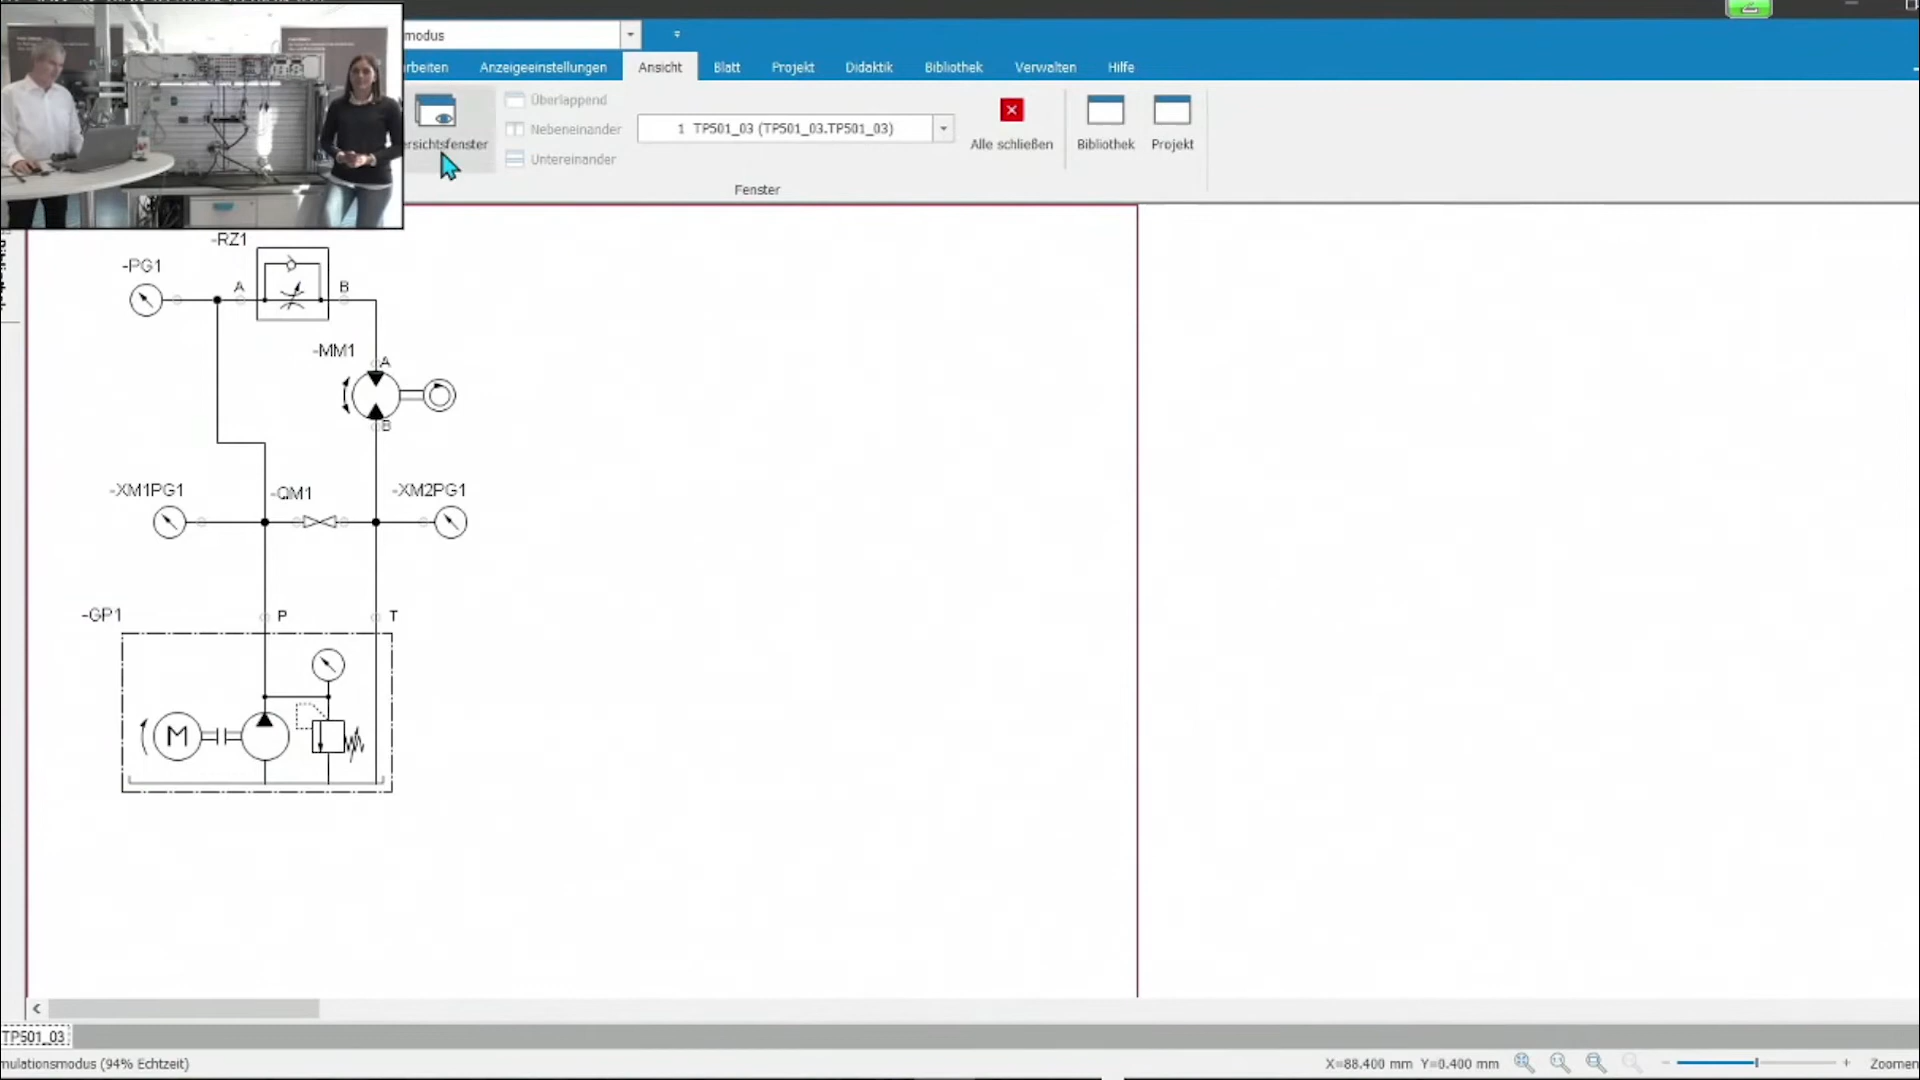 modus
rbeiten Anzeigeeinstellungen Ansicht Blatt Projekt Didaktik Bibliothek Verwalten Hilfe
Überlappend
Nebeneinander
Untereinander
ersichtsfenster
1 TP501_03 (TP501_03.TP501_03)
Alle schließen
Bibliothek
Projekt
Fenster
-RZ1
-PG1
A
B
-MM1
A
B
-XM1PG1
-QM1
-XM2PG1
-GP1
P
T
M
TP501_03
mulationsmodus (94% Echtzeit)
X=88.400 mm Y=0.400 mm
- +
Zoomen